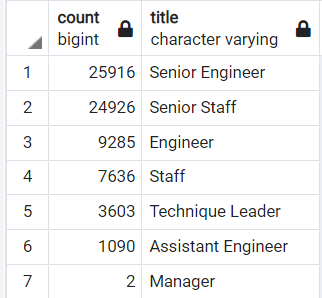 count title
bigint character varying
1 25916 Senior Engineer
2 24926 Senior Staff
3 9285 Engineer
4 7636 Staff
5 3603 Technique Leader
6 1090 Assistant Engineer
7 2 Manager